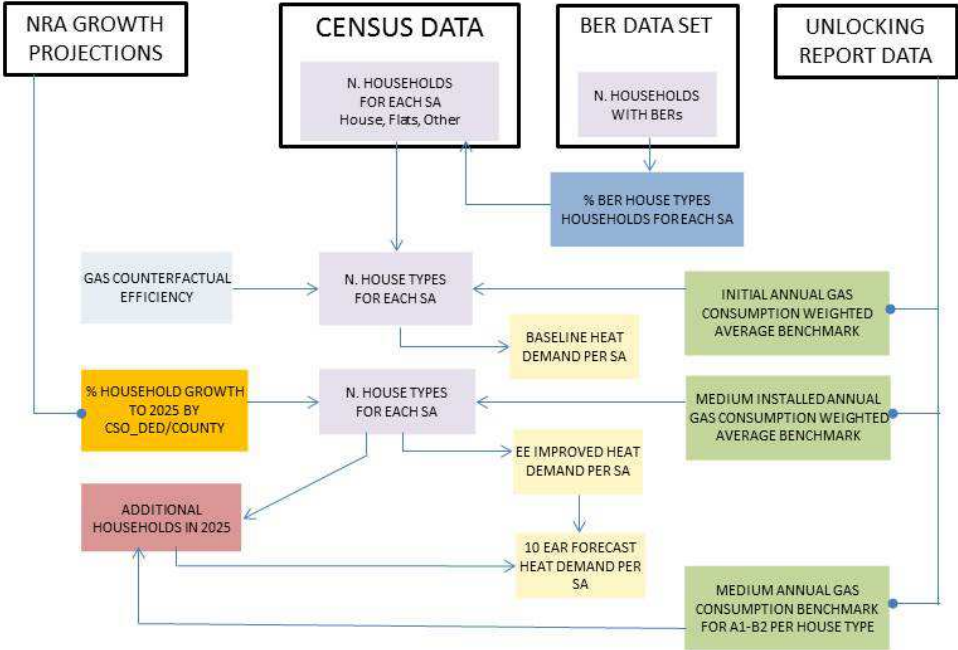 NRA GROWTH
PROJECTIONS
CENSUS DATA
N. HOUSEHOLDS
FOR EACH SA
House, Flats, Other
BER DATA SET
N. HOUSEHOLDS
WITH BERs
UNLOCKING
REPORT DATA
% BER HOUSE TYPES
HOUSEHOLDS FOR EACH SA
GAS COUNTERFACTUAL
EFFICIENCY
N. HOUSE TYPES
FOR EACH SA
INITIAL ANNUAL GAS
CONSUMPTION WEIGHTED
AVERAGE BENCHMARK
BASELINE HEAT
DEMAND PER SA
% HOUSEHOLD GROWTH
TO 2025 BY
CSO_DED/COUNTY
N. HOUSE TYPES
FOR EACH SA
MEDIUM INSTALLED ANNUAL
GAS CONSUMPTION WEIGHTED
AVERAGE BENCHMARK
EE IMPROVED HEAT
DEMAND PER SA
ADDITIONAL
HOUSEHOLDS IN 2025
10 EAR FORECAST
HEAT DEMAND PER
SA
MEDIUM ANNUAL GAS
CONSUMPTION BENCHMARK
FOR A1-B2 PER HOUSE TYPE